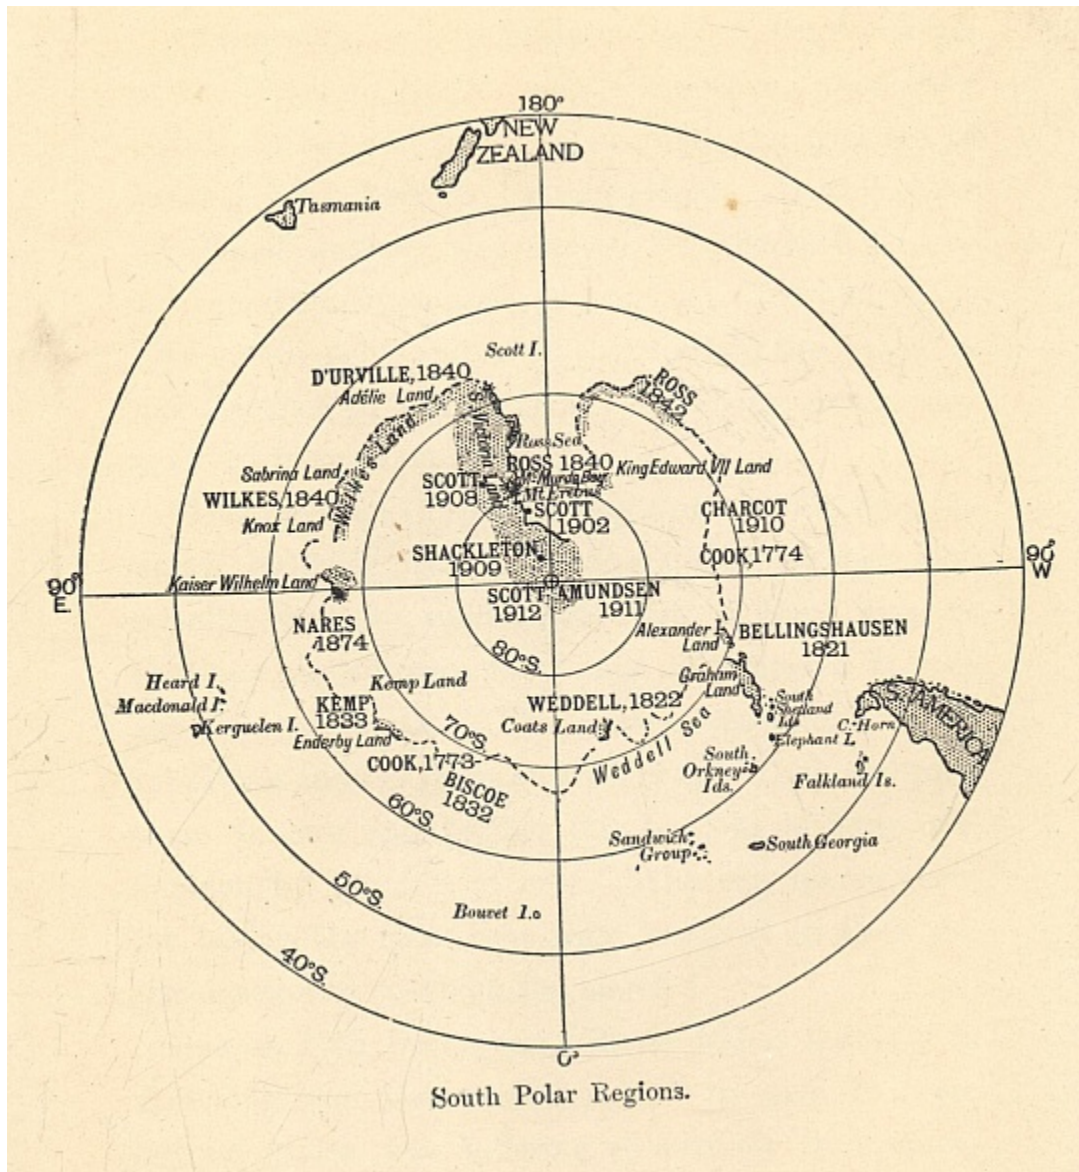 180°
NEW
ZEALAND
Tasmania
Scott I.
D'URVILLE, 1840
Adélie Land
ROSS
1842
S. Victoria Land
Wilkes Land
Ross Sea
ROSS 1840
King Edward VII Land
Sabrina Land
SCOTT
1908
McMurdo Bay
Mt. Erebus
WILKES, 1840
Knox Land
SCOTT
1902
CHARCOT
1910
SHACKLETON
1909
COOK, 1774
90°
W
90°
E.
Kaiser Wilhelm Land
SCOTT
1912
AMUNDSEN
1911
NARES
1874
Alexander I.
Land
BELLINGSHAUSEN
1821
80°S.
Heard I.
Macdonald I.
Kerguelen I.
Kemp Land
Graham
Land
KEMP
1833
Enderby Land
WEDDELL, 1822
Coats Land
South
Shetland
Ids.
S. AMERICA
C. Horn
Elephant I.
70°S.
COOK, 1773
Weddell Sea
South
Orkney
Ids.
Falkland Is.
BISCOE
1832
60°S.
Sandwich
Group
South Georgia
50°S.
Bouvet I.
40°S.
0°
South Polar Regions.